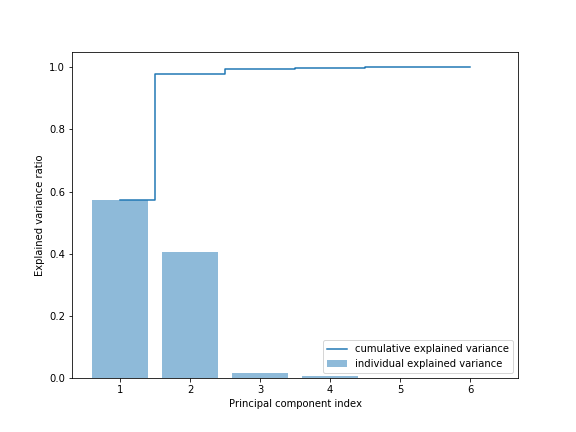 1.0
0.8
0.6
0.4
0.2
0.0
Explained variance ratio
cumulative explained variance
individual explained variance
1 2 3 4 5 6
Principal component index